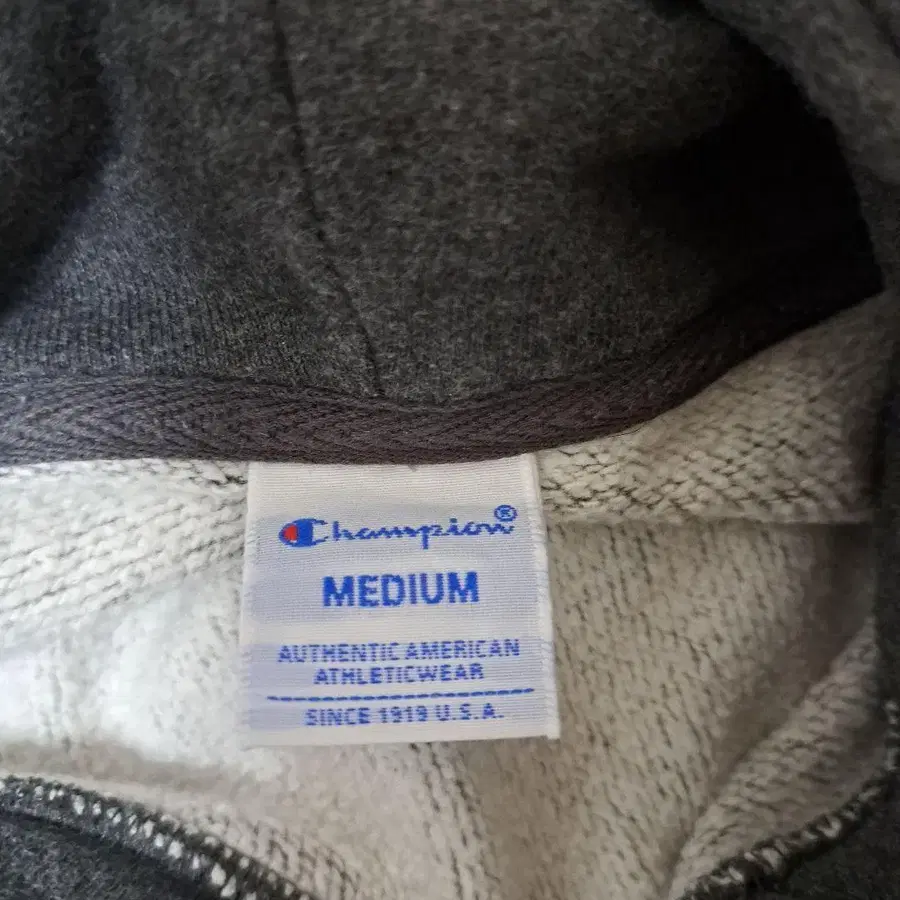 Champion®
MEDIUM
AUTHENTIC AMERICAN
ATHLETICWEAR
SINCE 1919 U.S.A.